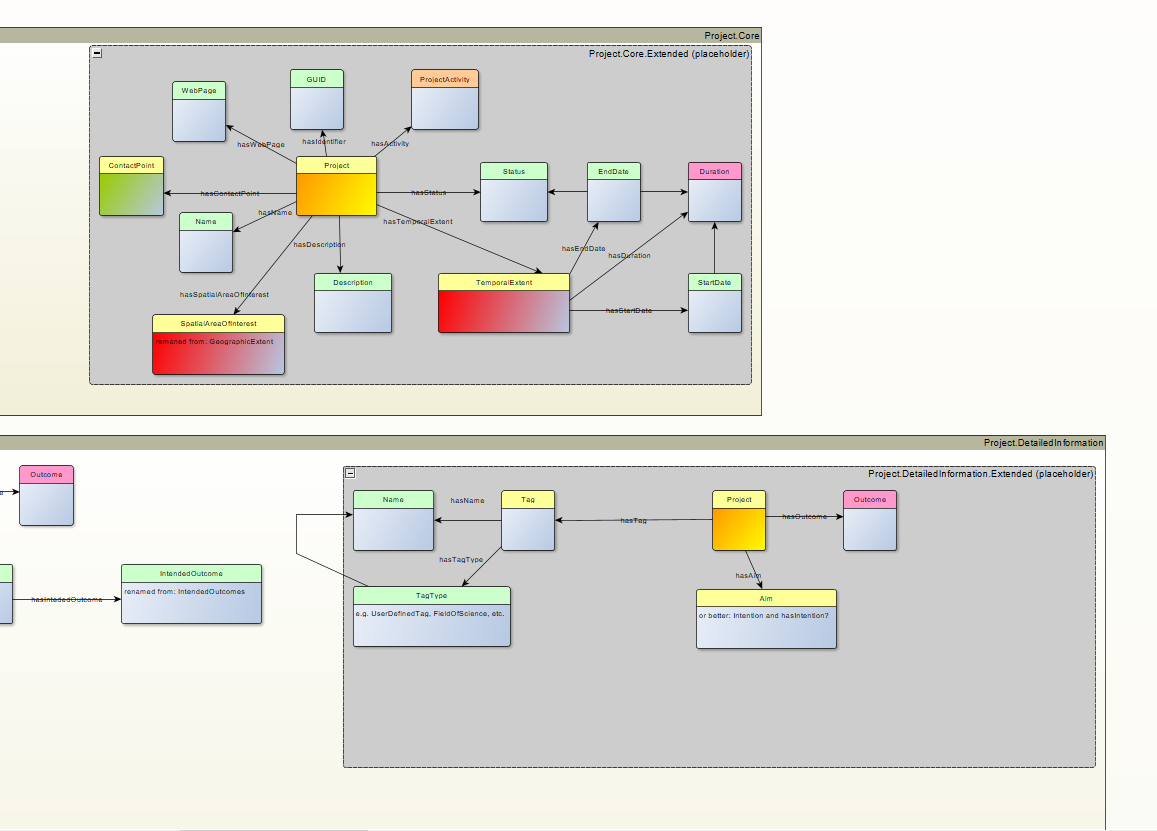 Project.Core
Project.Core.Extended (placeholder)
GUID
ProjectActivity
WebPage
hasWebPage
hasIdentifier
hasActivity
ContactPoint
Project
Status
EndDate
Duration
hasContactPoint
hasStatus
Name
hasName
hasTemporalExtent
hasDescription
hasEndDate
hasDuration
Description
TemporalExtent
StartDate
hasSpatialAreaOfInterest
hasStartDate
SpatialAreaOfInterest
remaned from: GeographicExtent
Project.DetailedInformation
Project.DetailedInformation.Extended (placeholder)
Outcome
e
Name
hasName
Tag
Project
Outcome
hasTag
hasOutcome
hasTagType
IntendedOutcome
hasAim
renamed from: IntendedOutcomes
hasIntededOutcome
TagType
Aim
e.g. UserDefinedTag, FieldOfScience, etc.
or better: Intention and hasIntention?